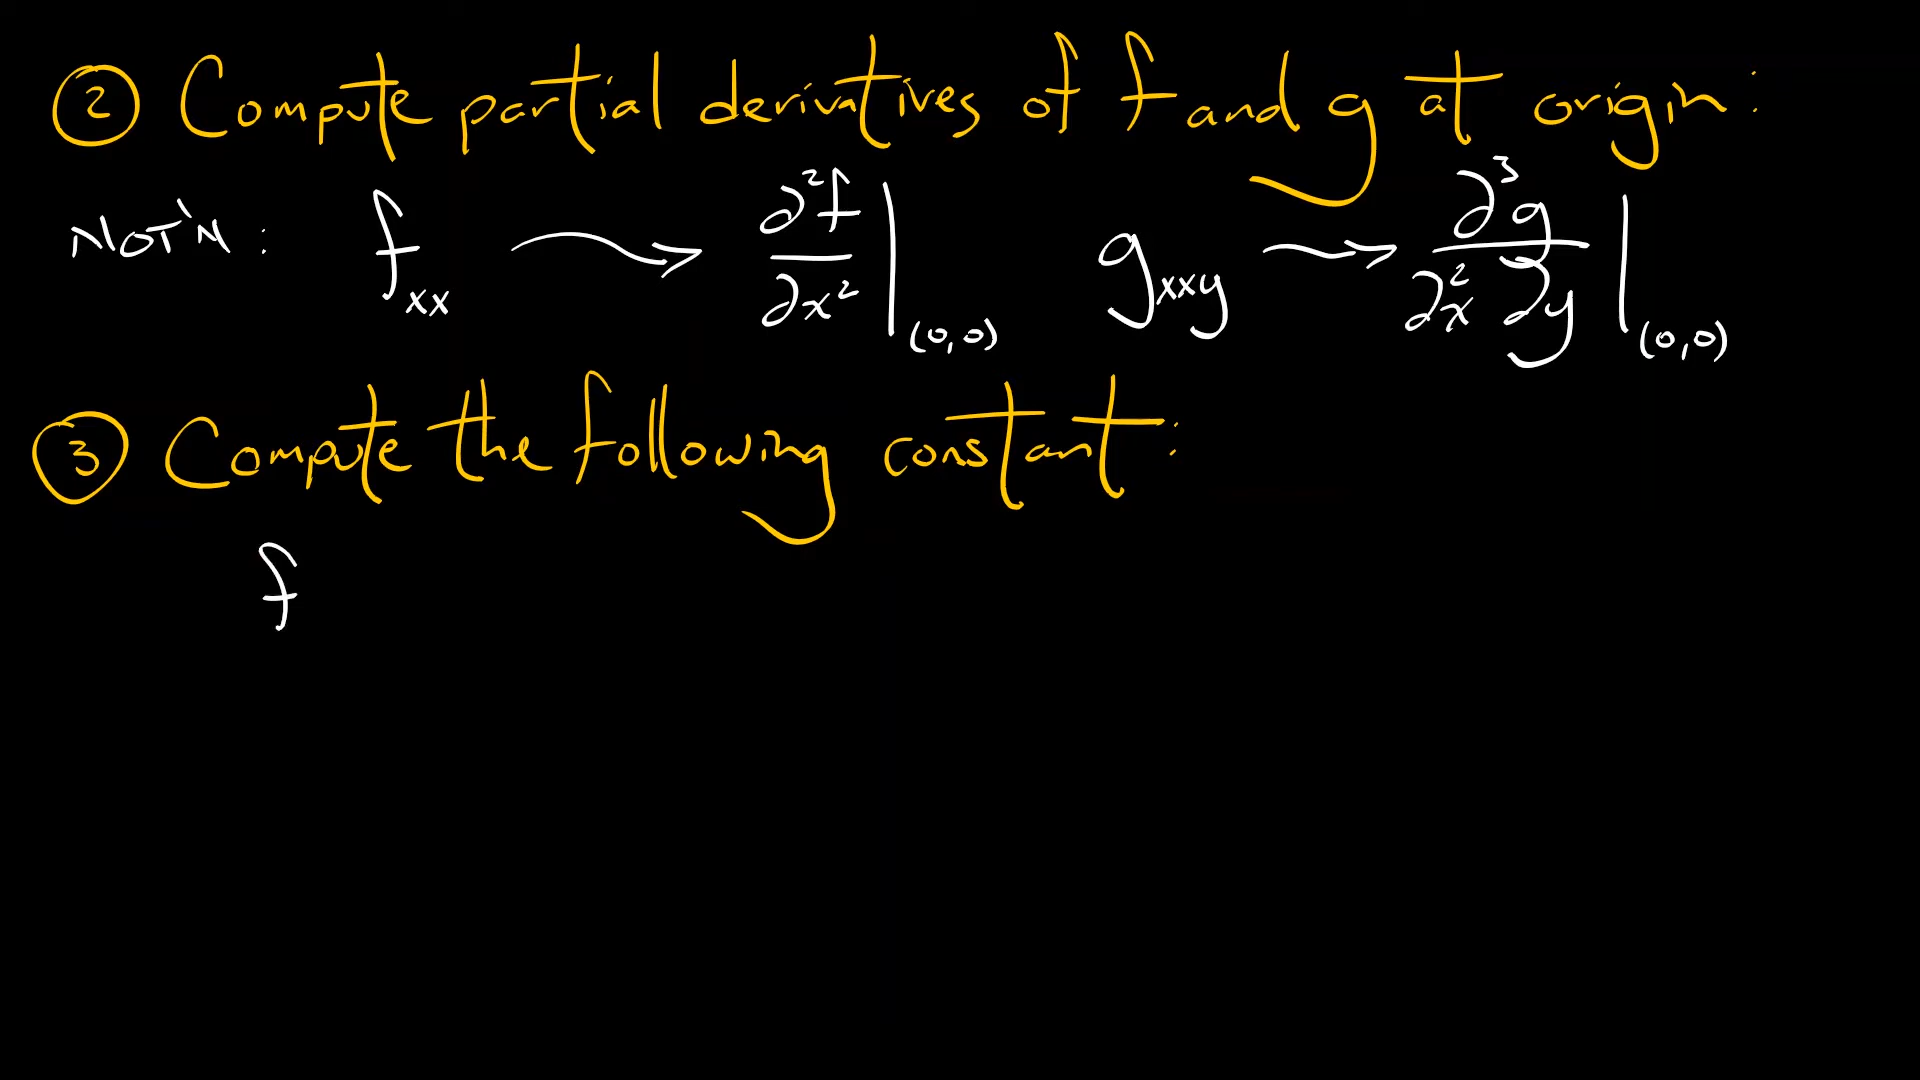 ② Compute partial derivatives of f and g at origin:
NOT'N: f_xx → ∂²f/∂x² |_(0,0) g_xxy → ∂³g/∂²x ∂y |_(0,0)
③ Compute the following constant:
f